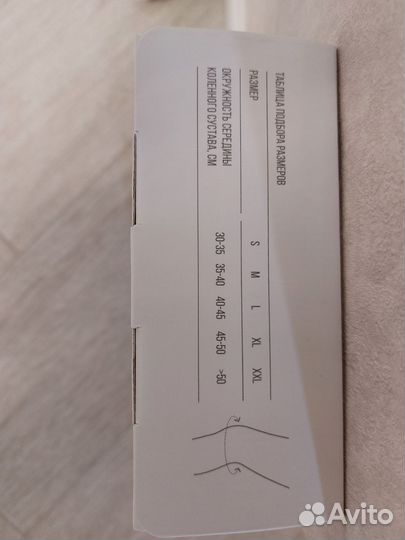 ТАБЛИЦА ПОДБОРА РАЗМЕРОВ
РАЗМЕР S M L XL XXL
ОКРУЖНОСТЬ СЕРЕДИНЫ
КОЛЕННОГО СУСТАВА, СМ 30-35 35-40 40-45 45-50 >50
Avito